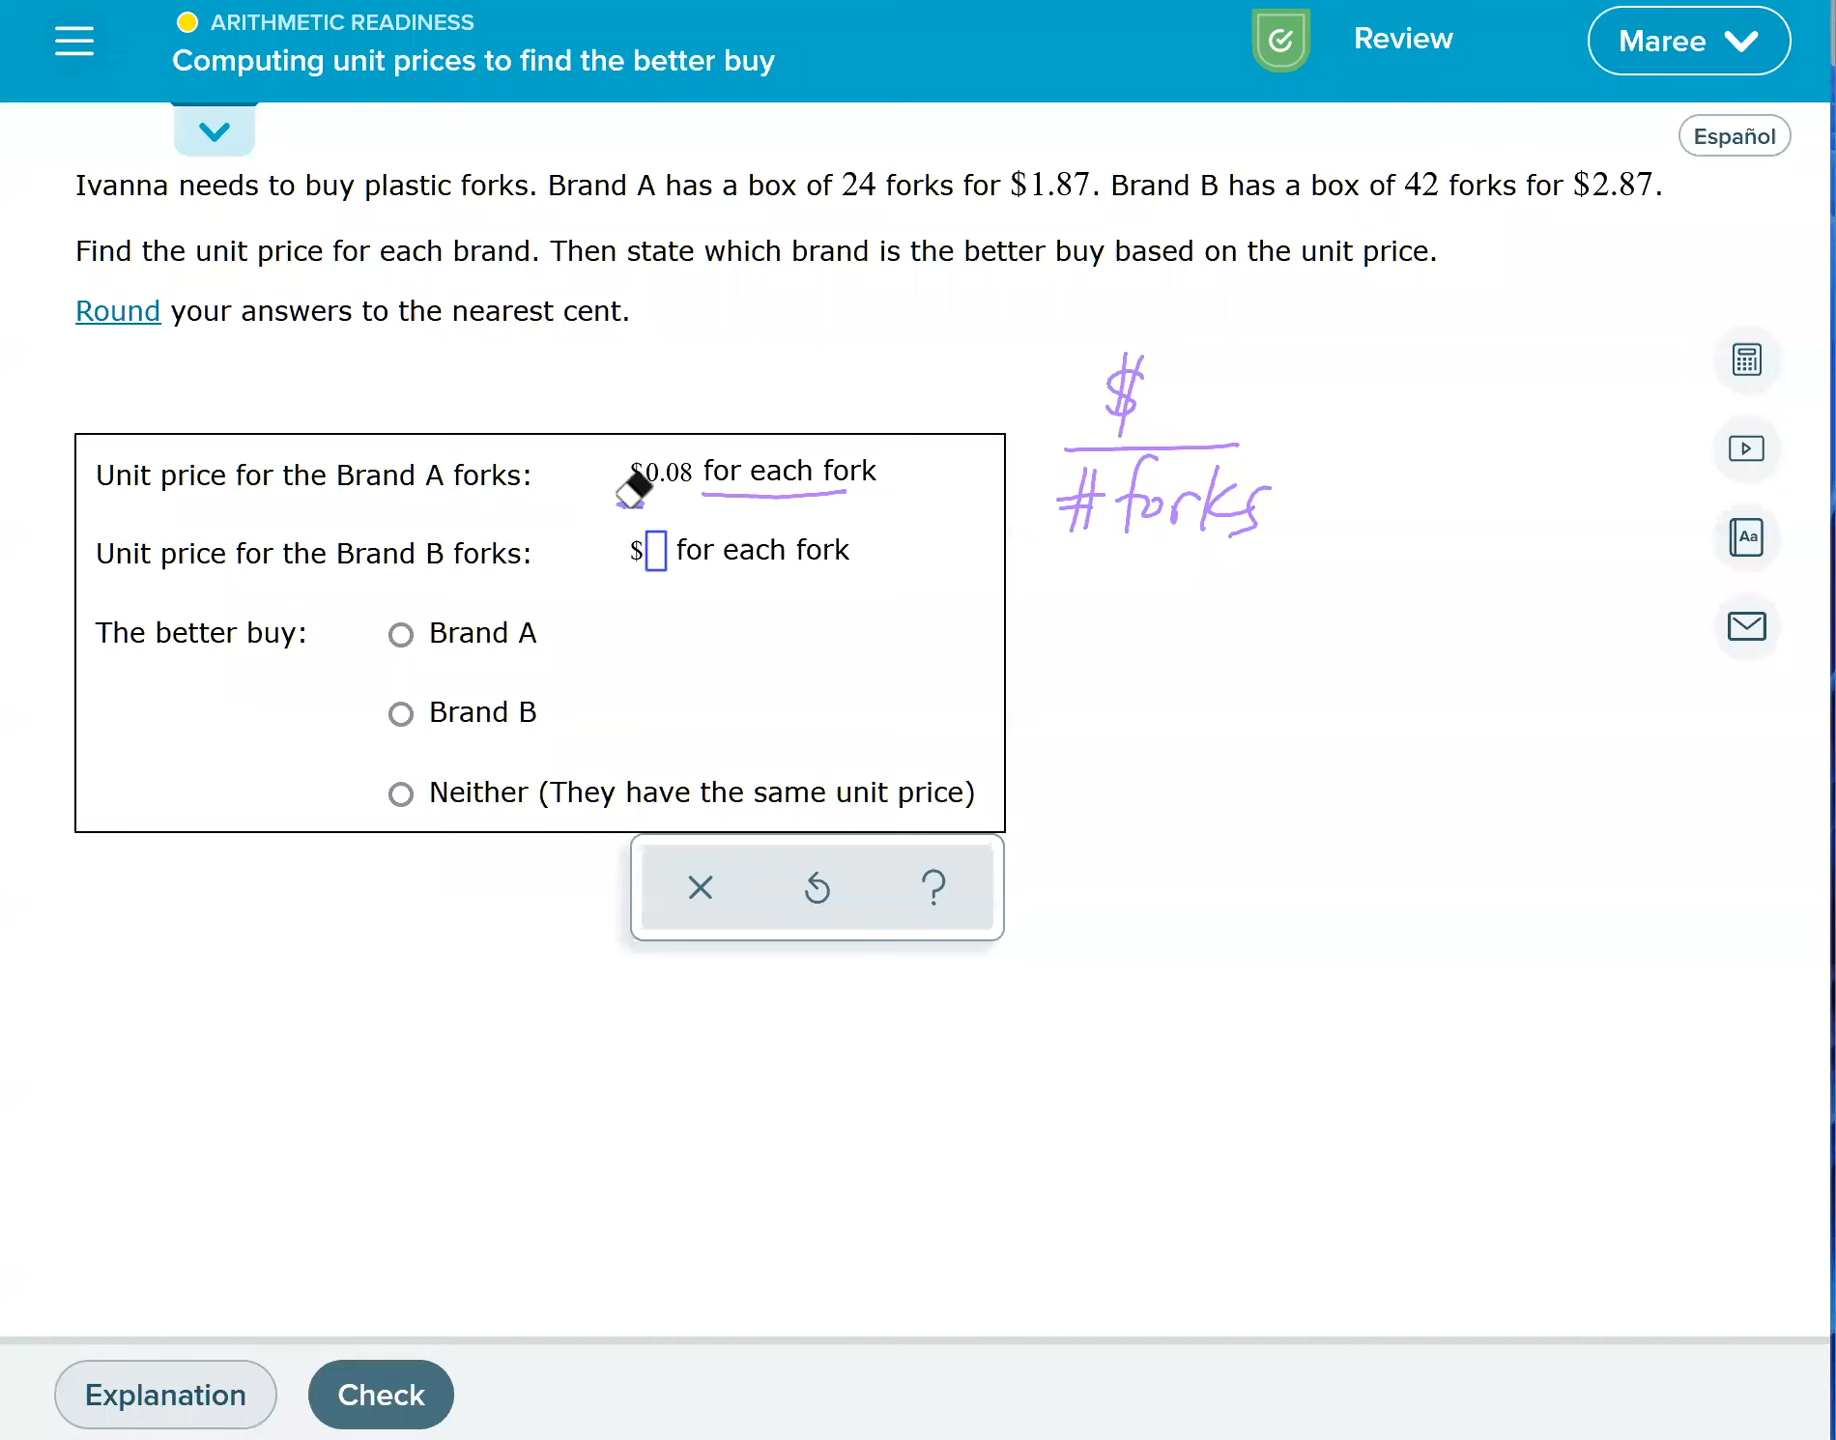 ARITHMETIC READINESS
Computing unit prices to find the better buy
Review
Maree
Español
Ivanna needs to buy plastic forks. Brand A has a box of 24 forks for $1.87. Brand B has a box of 42 forks for $2.87.
Find the unit price for each brand. Then state which brand is the better buy based on the unit price.
Round your answers to the nearest cent.
$
# forks
Unit price for the Brand A forks: $0.08 for each fork
Unit price for the Brand B forks: $ for each fork
The better buy: Brand A
Brand B
Neither (They have the same unit price)
Aa
?
Explanation
Check